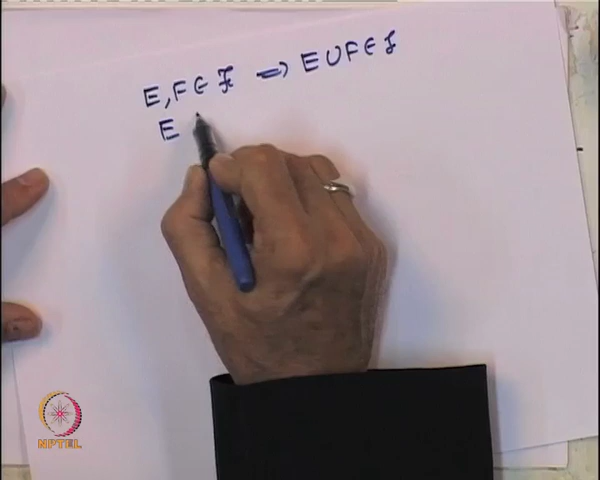 E, F ∈ ℱ ⇒ E ∪ F ∈ ℱ
E
NPTEL